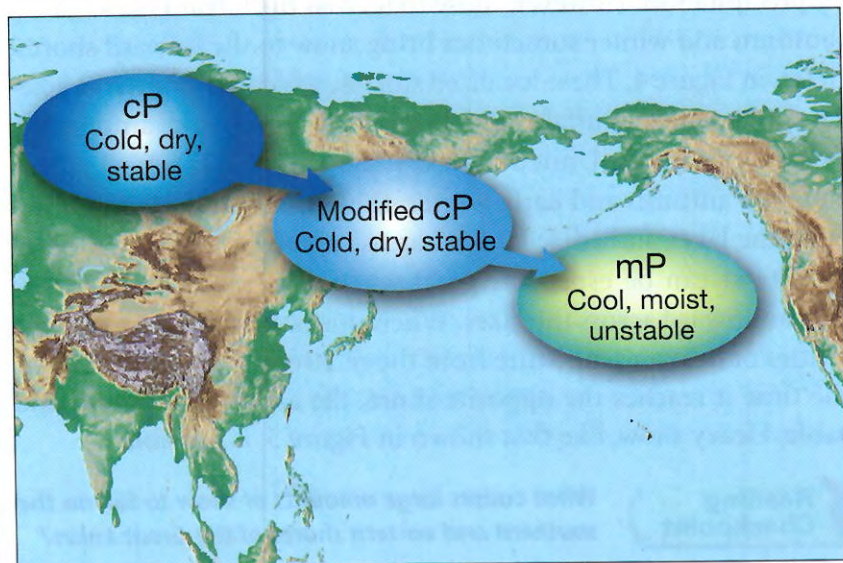 cP
Cold, dry,
stable
Modified cP
Cold, dry, stable
mP
Cool, moist,
unstable